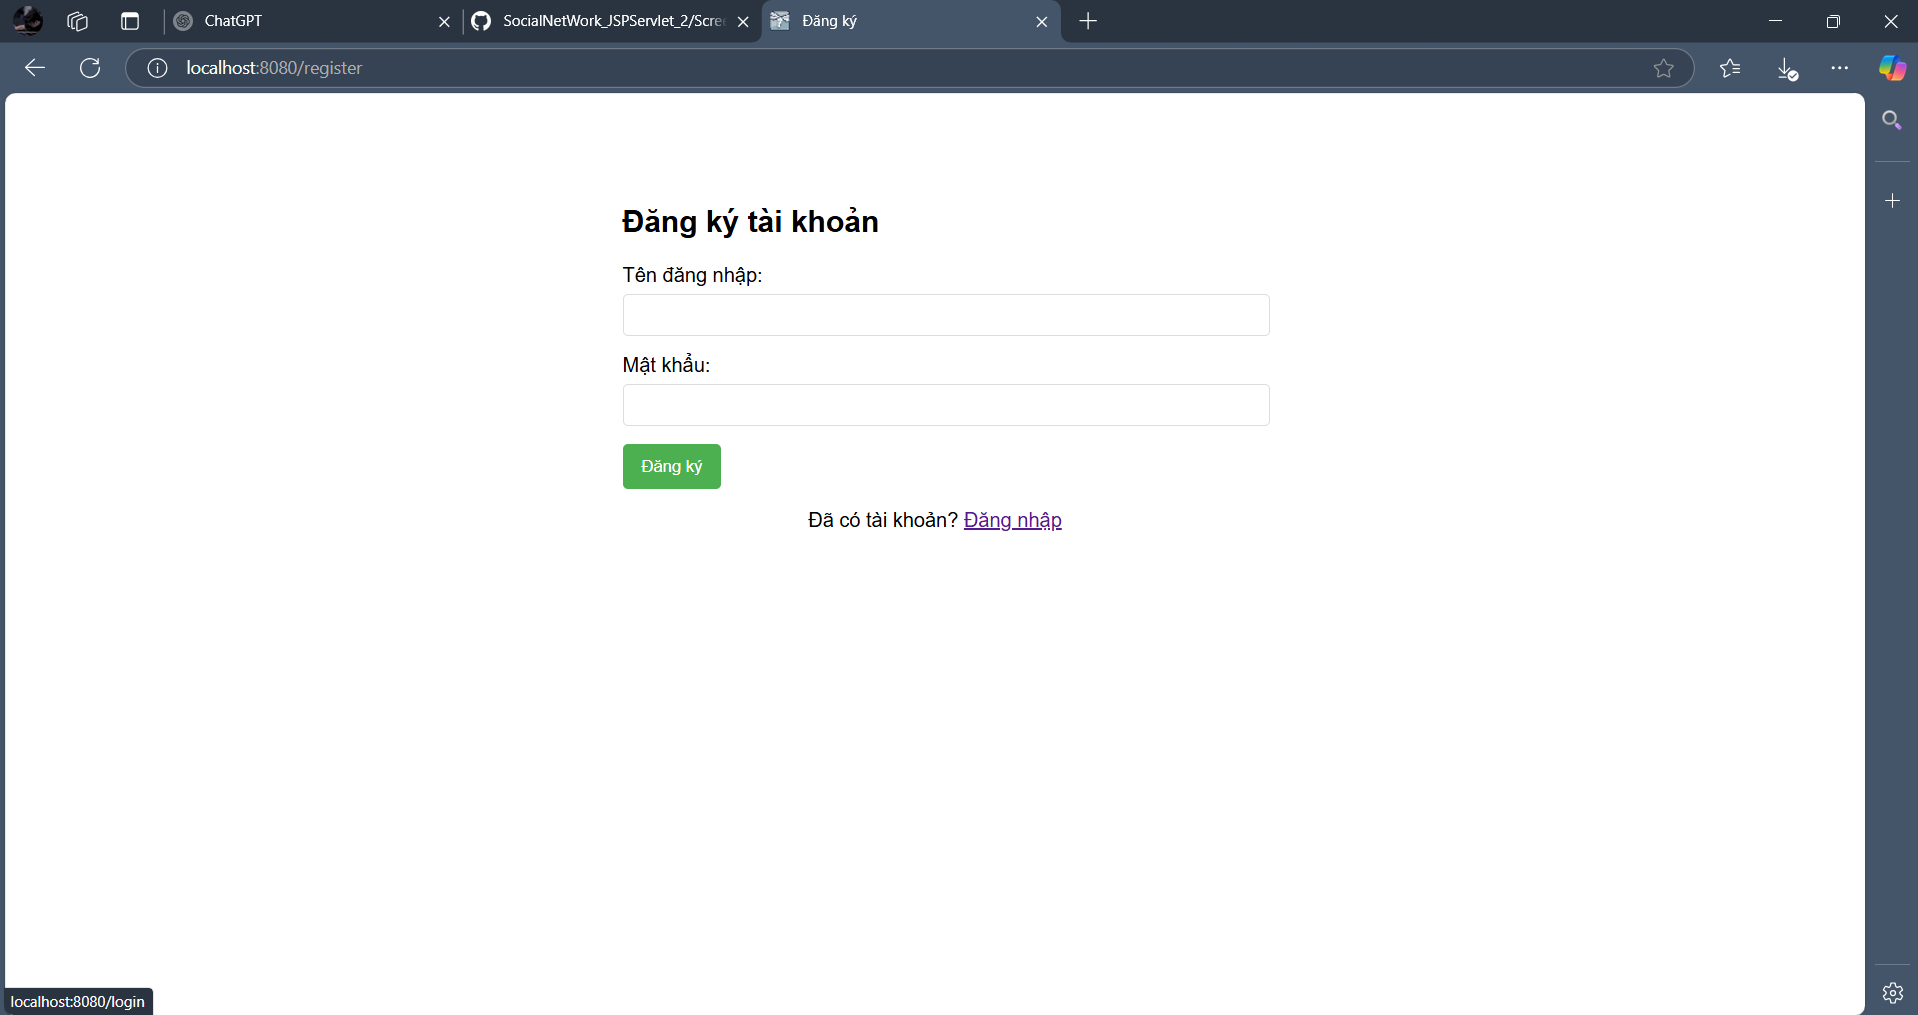 ChatGPT
SocialNetWork_JSPServlet_2/Scre
Đăng ký
localhost:8080/register
Đăng ký tài khoản
Tên đăng nhập:
Mật khẩu:
Đăng ký
Đã có tài khoản? Đăng nhập
localhost:8080/login